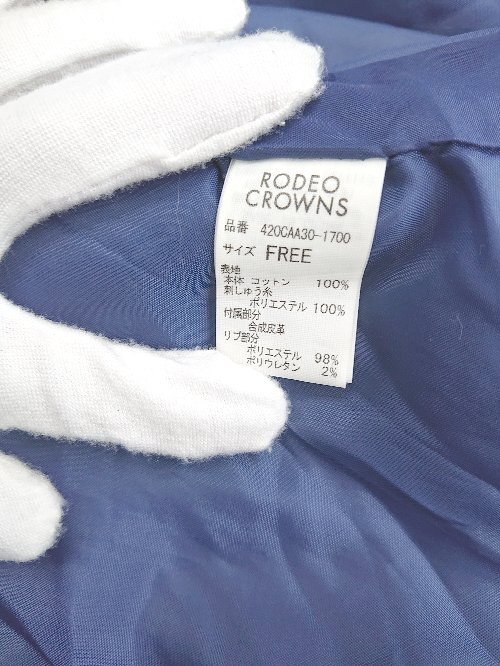 RODEO
CROWNS
品番 420CAA30-1700
サイズ FREE
表地
本体 コットン 100%
刺しゅう糸
ポリエステル 100%
付属部分
合成皮革
リブ部分
ポリエステル 98%
ポリウレタン 2%